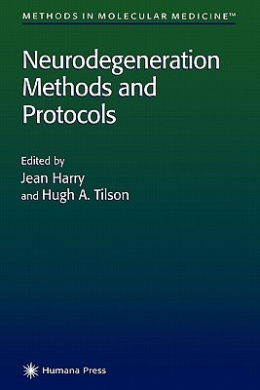 METHODS IN MOLECULAR MEDICINE™
Neurodegeneration
Methods and
Protocols
Edited by
Jean Harry
and Hugh A. Tilson
Humana Press